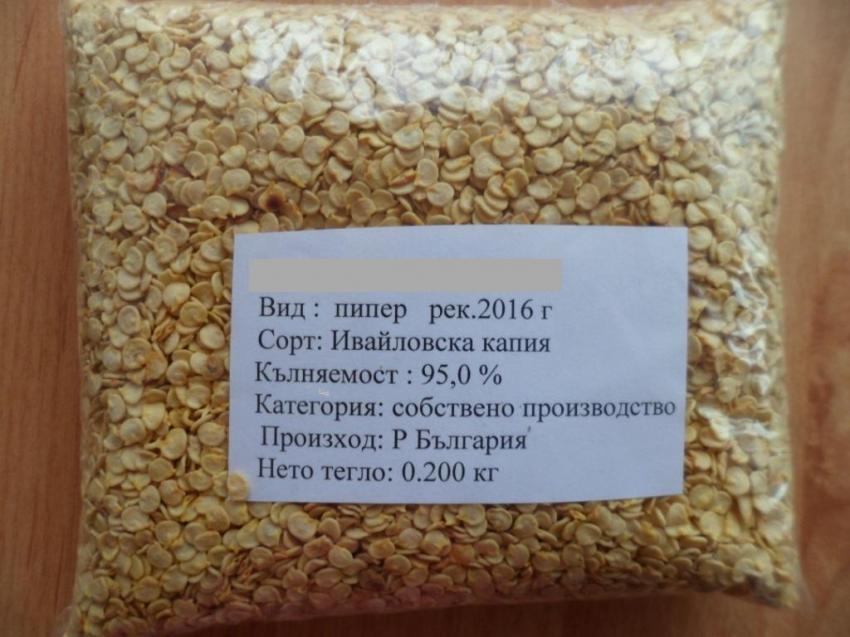 Вид : пипер рек.2016 г
Сорт: Ивайловска капия
Кълняемост : 95,0 %
Категория: собствено производство
Произход: Р България
Нето тегло: 0.200 кг